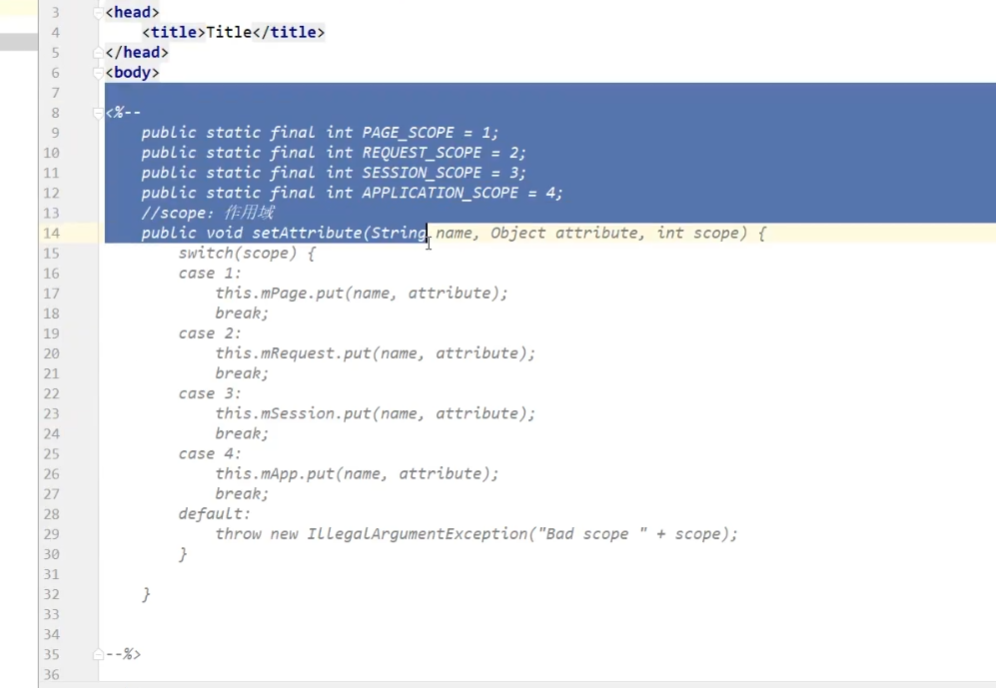 3 <head>
4 <title>Title</title>
5 </head>
6 <body>
7
8 <%--
9 public static final int PAGE_SCOPE = 1;
10 public static final int REQUEST_SCOPE = 2;
11 public static final int SESSION_SCOPE = 3;
12 public static final int APPLICATION_SCOPE = 4;
13 //scope: 作用域
14 public void setAttribute(String name, Object attribute, int scope) {
15 switch(scope) {
16 case 1:
17 this.mPage.put(name, attribute);
18 break;
19 case 2:
20 this.mRequest.put(name, attribute);
21 break;
22 case 3:
23 this.mSession.put(name, attribute);
24 break;
25 case 4:
26 this.mApp.put(name, attribute);
27 break;
28 default:
29 throw new IllegalArgumentException("Bad scope " + scope);
30 }
31
32 }
33
34
35 --%>
36